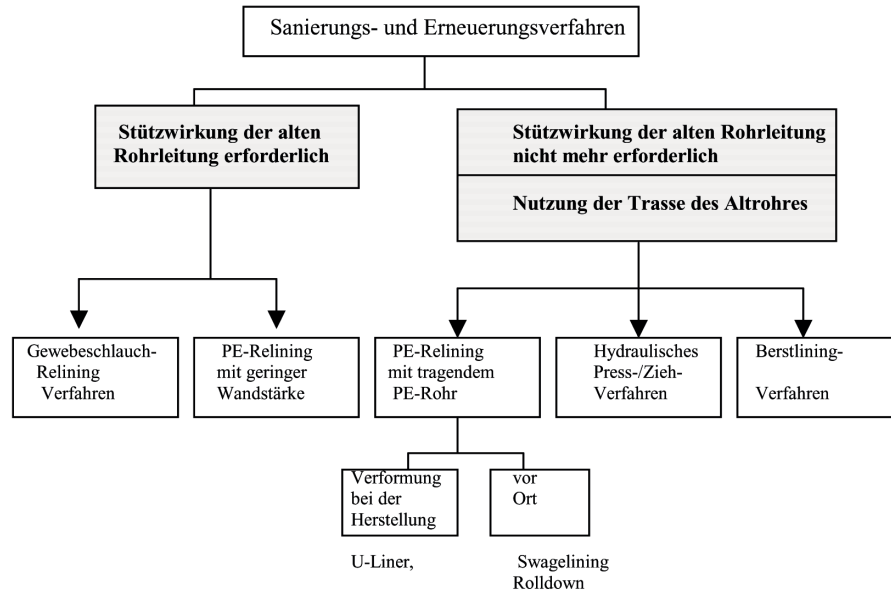 Sanierungs- und Erneuerungsverfahren
Stützwirkung der alten
Rohrleitung erforderlich
Stützwirkung der alten Rohrleitung
nicht mehr erforderlich
Nutzung der Trasse des Altrohres
Gewebeschlauch-
Relining
Verfahren
PE-Relining
mit geringer
Wandstärke
PE-Relining
mit tragendem
PE-Rohr
Hydraulisches
Press-/Zieh-
Verfahren
Berstlining-
Verfahren
Verformung
bei der
Herstellung
vor
Ort
U-Liner,
Swagelining
Rolldown